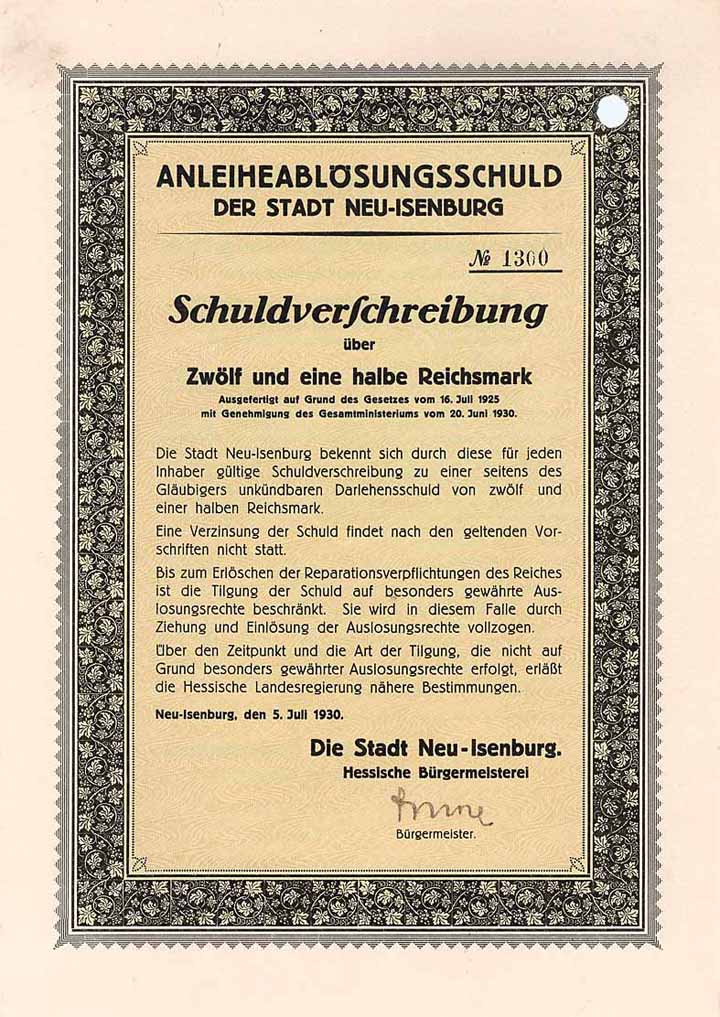 ANLEIHEABLÖSUNGSSCHULD
DER STADT NEU-ISENBURG
№ 1300
Schuldverſchreibung
über
Zwölf und eine halbe Reichsmark
Ausgefertigt auf Grund des Gesetzes vom 16. Juli 1925
mit Genehmigung des Gesamtministeriums vom 20. Juni 1930.
Die Stadt Neu-Isenburg bekennt sich durch diese für jeden
Inhaber gültige Schuldverschreibung zu einer seitens des
Gläubigers unkündbaren Darlehensschuld von zwölf und
einer halben Reichsmark.
Eine Verzinsung der Schuld findet nach den geltenden Vor-
schriften nicht statt.
Bis zum Erlöschen der Reparationsverpflichtungen des Reiches
ist die Tilgung der Schuld auf besonders gewährte Aus-
losungsrechte beschränkt. Sie wird in diesem Falle durch
Ziehung und Einlösung der Auslosungsrechte vollzogen.
Über den Zeitpunkt und die Art der Tilgung, die nicht auf
Grund besonders gewährter Auslosungsrechte erfolgt, erläßt
die Hessische Landesregierung nähere Bestimmungen.
Neu-Isenburg, den 5. Juli 1930.
Die Stadt Neu-Isenburg.
Hessische Bürgermeisterei
Bürgermeister.